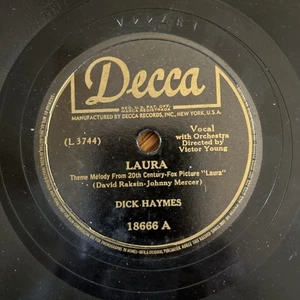 Decca
REG. U.S. PAT. OFF.
MARCA REGISTRADA
MANUFACTURED BY DECCA RECORDS, INC., NEW YORK, U.S.A.
(L 3744)
Vocal
with Orchestra
Directed by
Victor Young
LAURA
Theme Melody From 20th Century-Fox Picture "Laura"
(David Raksin-Johnny Mercer)
DICK HAYMES
18666 A